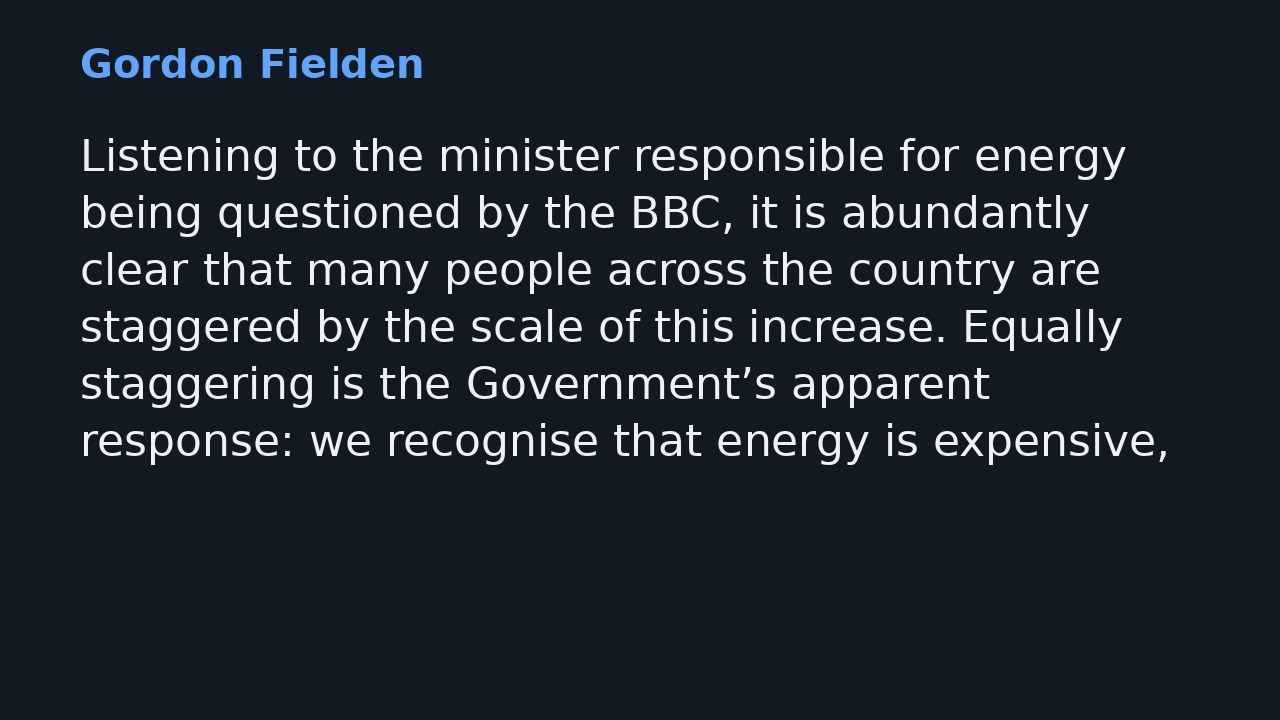 Gordon Fielden
Listening to the minister responsible for energy
being questioned by the BBC, it is abundantly
clear that many people across the country are
staggered by the scale of this increase. Equally
staggering is the Government’s apparent
response: we recognise that energy is expensive,